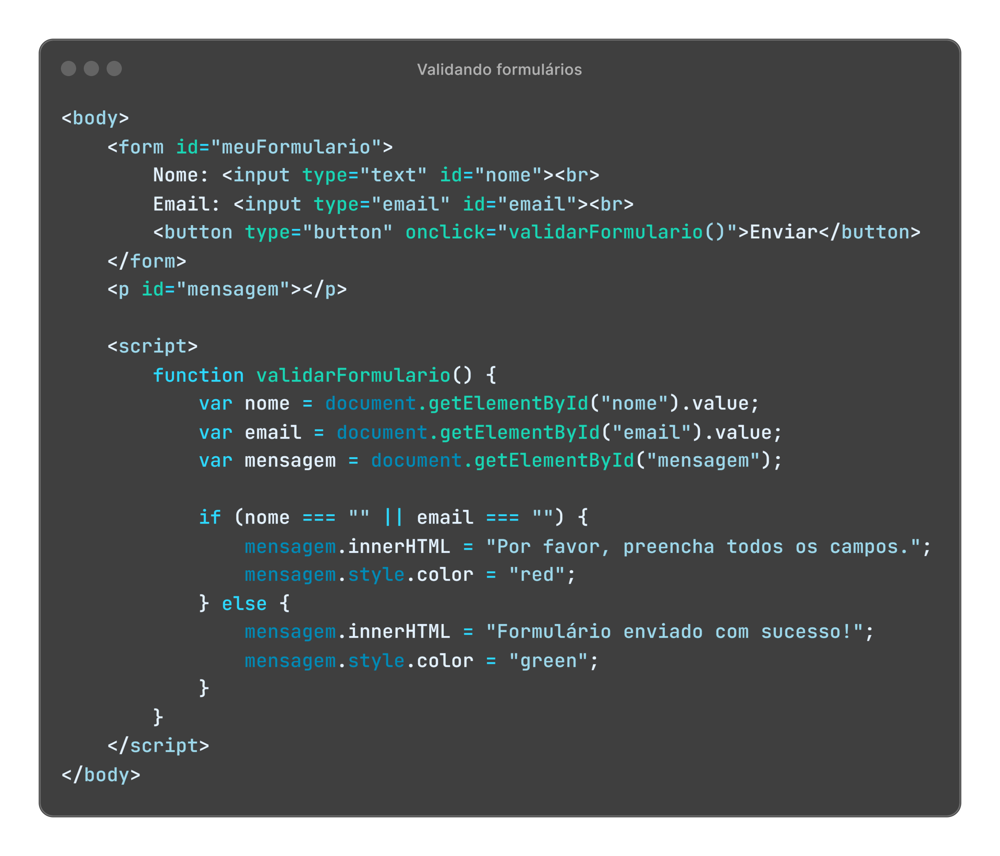 Validando formulários
<body>
    <form id="meuFormulario">
        Nome: <input type="text" id="nome"><br>
        Email: <input type="email" id="email"><br>
        <button type="button" onclick="validarFormulario()">Enviar</button>
    </form>
    <p id="mensagem"></p>

    <script>
        function validarFormulario() {
            var nome = document.getElementById("nome").value;
            var email = document.getElementById("email").value;
            var mensagem = document.getElementById("mensagem");

            if (nome === "" || email === "") {
                mensagem.innerHTML = "Por favor, preencha todos os campos.";
                mensagem.style.color = "red";
            } else {
                mensagem.innerHTML = "Formulário enviado com sucesso!";
                mensagem.style.color = "green";
            }
        }
    </script>
</body>